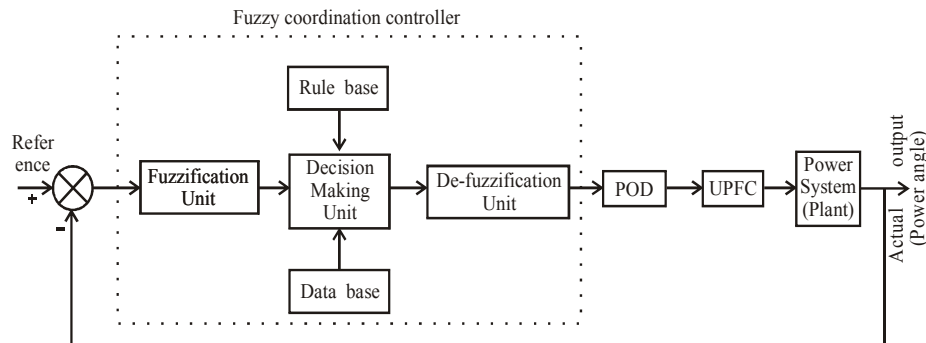 Fuzzy coordination controller
Rule base
Refer
ence
+
-
Fuzzification
Unit
Decision
Making
Unit
De-fuzzification
Unit
POD
UPFC
Power
System
(Plant)
Actual output
(Power angle)
Data base